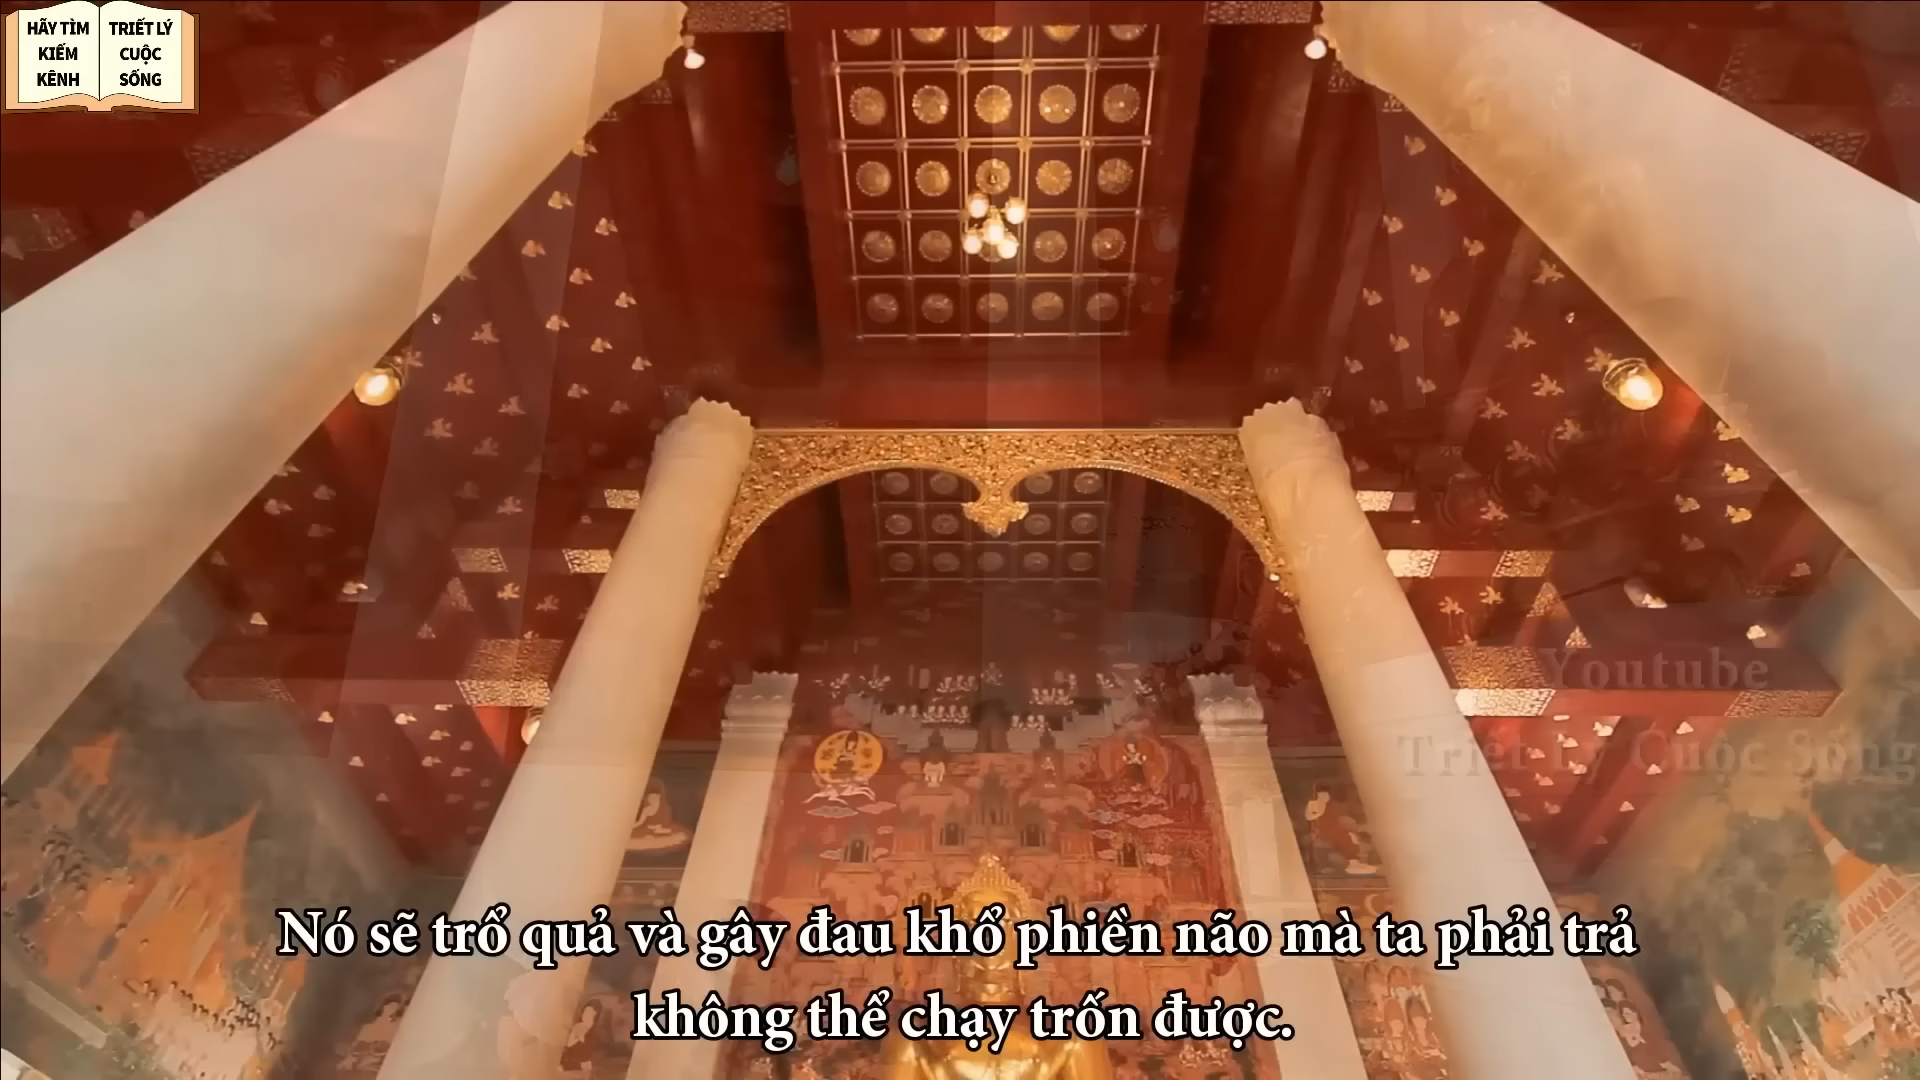 HÃY TÌM
KIẾM
KÊNH
TRIẾT LÝ
CUỘC
SỐNG
Youtube
Triết Lý Cuộc Sống
Nó sẽ trổ quả và gây đau khổ phiền não mà ta phải trả
không thể chạy trốn được.